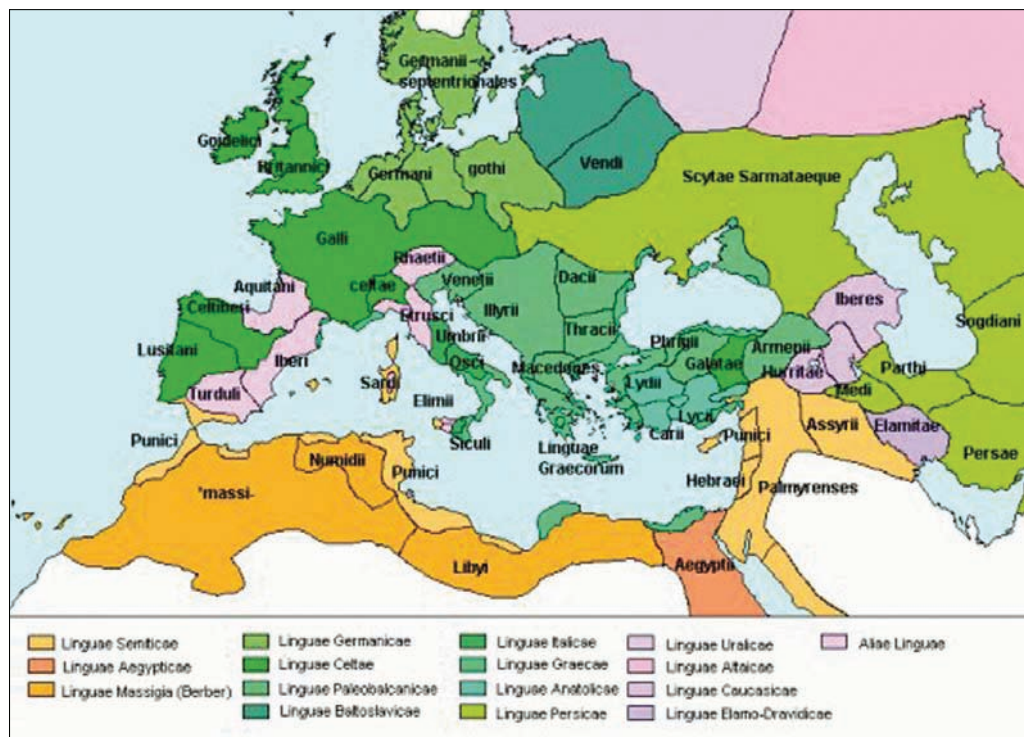 Germanii
septentrionales
Goidelici
Britannici
Germani
gothi
Vendi
Scytae Sarmataeque
Galli
Rhaetii
Venetii
celtae
Aquitani
Celtiberi
Etrusci
Umbrii
Illyrii
Dacii
Thracii
Iberes
Sogdiani
Lusitani
Iberi
Turduli
Sardi
Osci
Macedones
Phrigii
Galatae
Armenii
Hurritae
Parthi
Medi
Lydii
Lyca
Carii
Elimii
Siculi
Linguae
Graecorum
Punici
Assyrii
Elamitae
Persae
Punici
Numidii
Punici
Hebraei
Palmyrenses
'massi-
Libyi
Aegyptii
Linguae Semiticae
Linguae Aegypticae
Linguae Massigia (Berber)
Linguae Germanicae
Linguae Celtae
Linguae Paleobalcanicae
Linguae Baltoslavicae
Linguae Italicae
Linguae Graecae
Linguae Anatolicae
Linguae Persicae
Linguae Uralicae
Linguae Altaicae
Linguae Caucasicae
Linguae Elamo-Dravidicae
Aliae Linguae